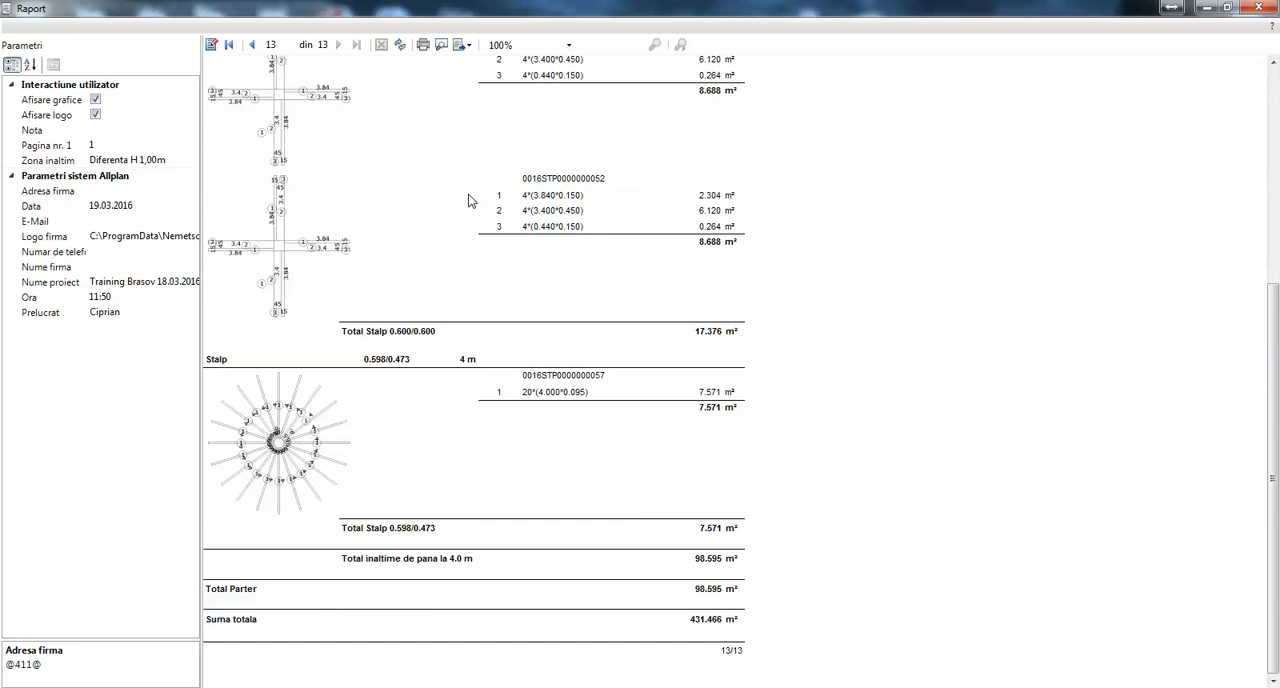 Raport
?
Parametri
13 din 13 100%
Interactiune utilizator
Afisare grafice
Afisare logo
Nota
Pagina nr. 1 1
Zona inaltim Diferenta H 1,00m
Parametri sistem Allplan
Adresa firma
Data 19.03.2016
E-Mail
Logo firma C:\ProgramData\Nemetsc
Numar de telef
Nume firma
Nume proiect Training Brasov 18.03.2016
Ora 11:50
Prelucrat Ciprian
2 4*(3.400*0.450) 6.120 m²
3 4*(0.440*0.150) 0.264 m²
8.688 m²
0016STP0000000052
1 4*(3.840*0.150) 2.304 m²
2 4*(3.400*0.450) 6.120 m²
3 4*(0.440*0.150) 0.264 m²
8.688 m²
Total Stalp 0.600/0.600 17.376 m²
Stalp 0.598/0.473 4 m
0016STP0000000057
1 20*(4.000*0.095) 7.571 m²
7.571 m²
Total Stalp 0.598/0.473 7.571 m²
Total inaltime de pana la 4.0 m 98.595 m²
Total Parter 98.595 m²
Suma totala 431.466 m²
13/13
Adresa firma
@411@